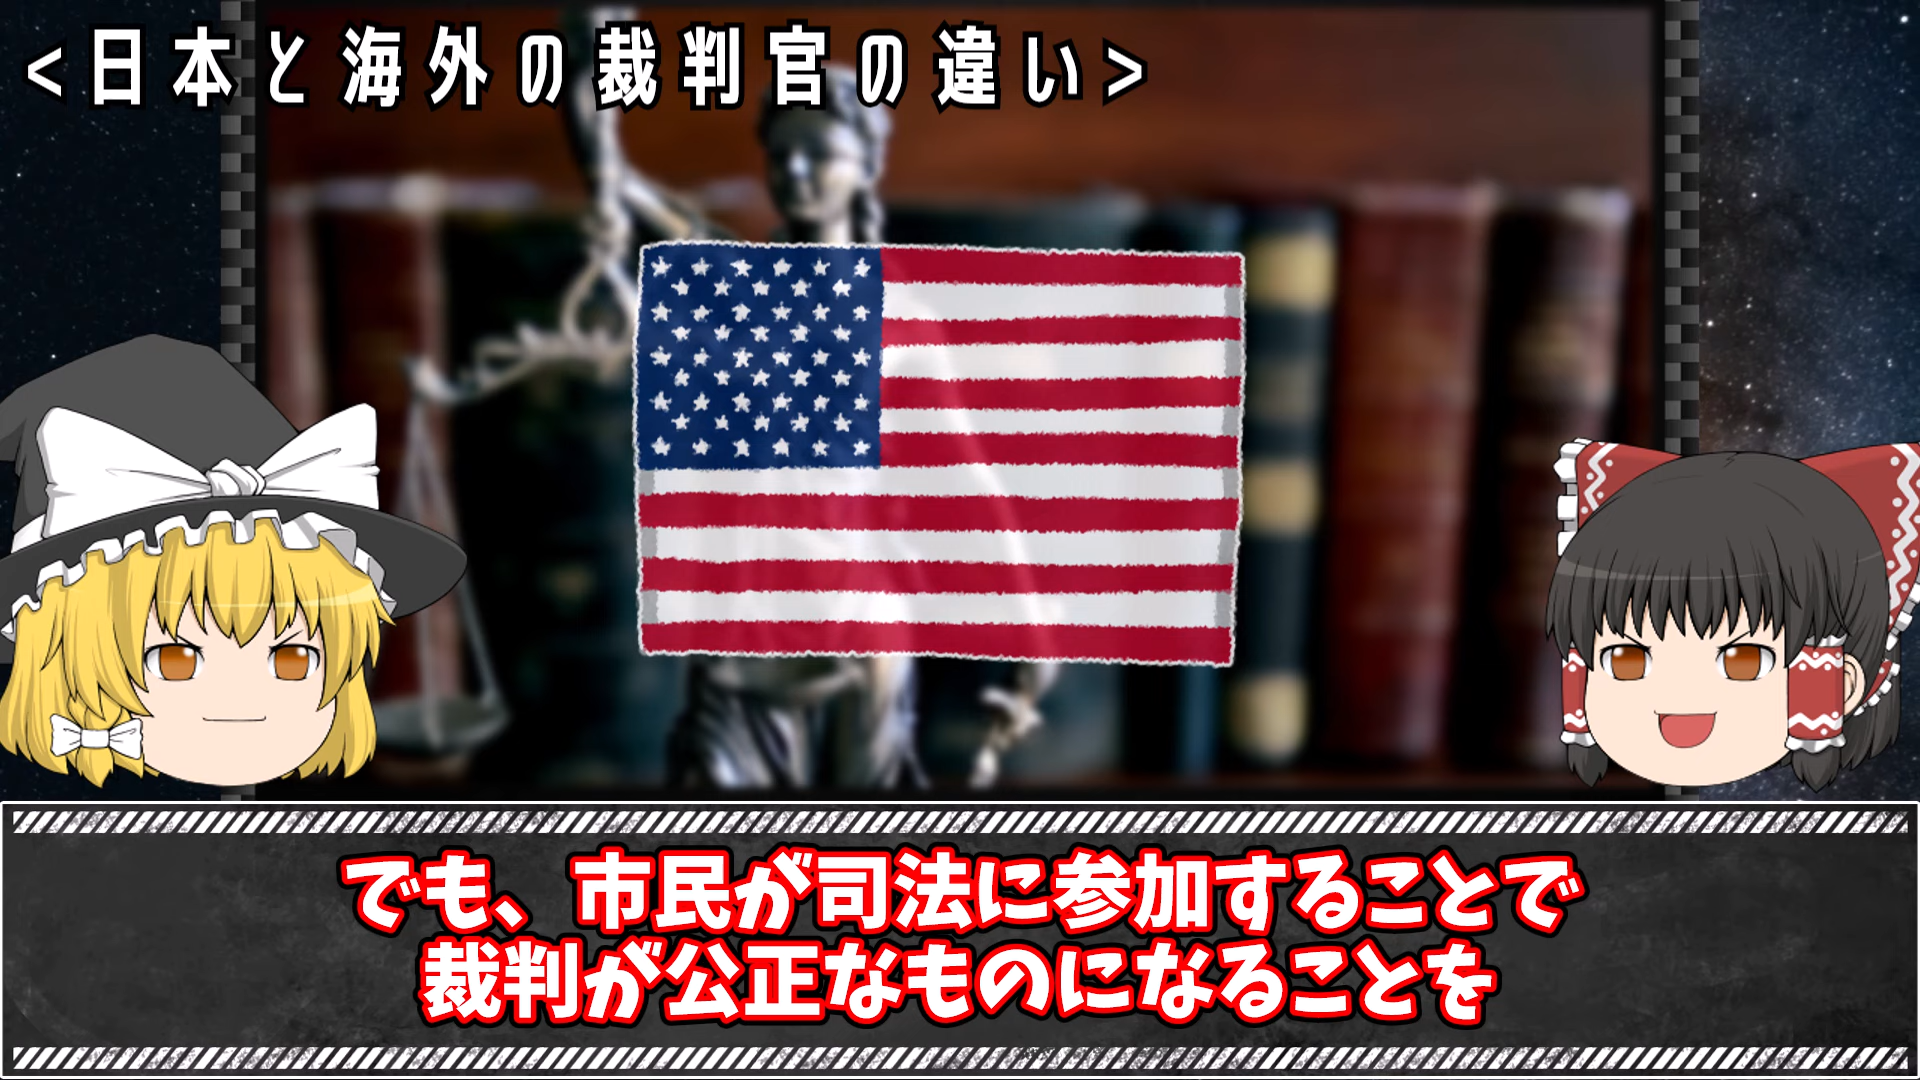 <日本と海外の裁判官の違い>
でも、市民が司法に参加することで
裁判が公正なものになることを